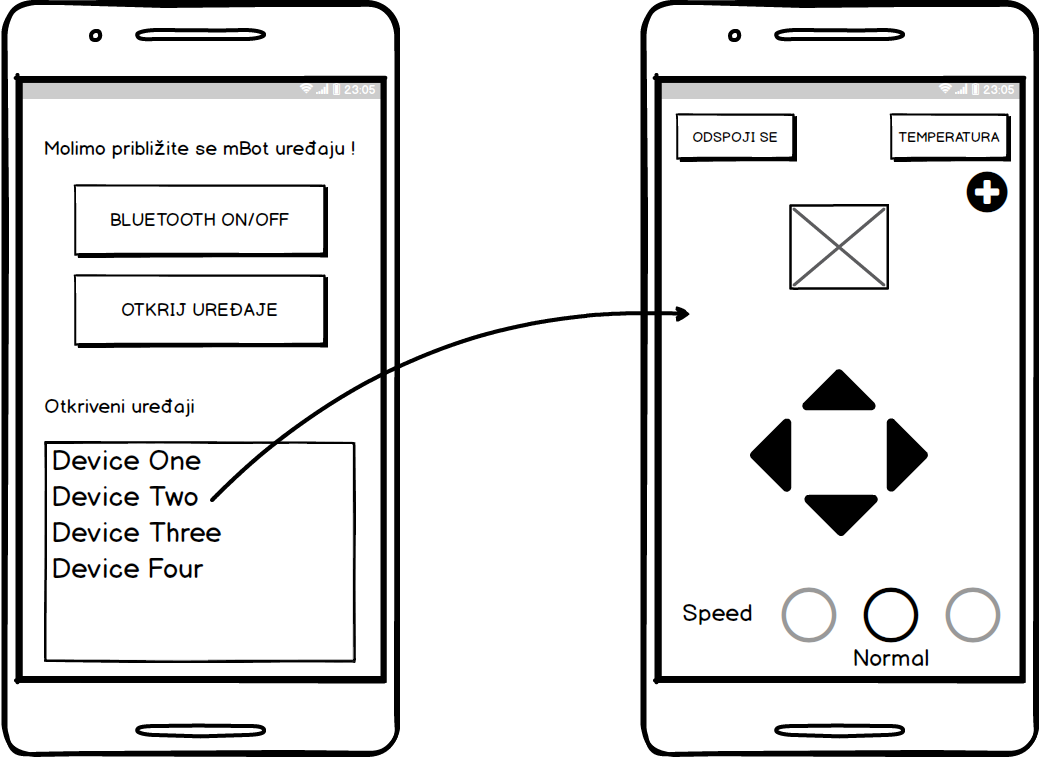 23:05
Molimo približite se mBot uređaju !
BLUETOOTH ON/OFF
OTKRIJ UREĐAJE
Otkriveni uređaji
Device One
Device Two
Device Three
Device Four
23:05
ODSPOJI SE
TEMPERATURA
Speed
Normal